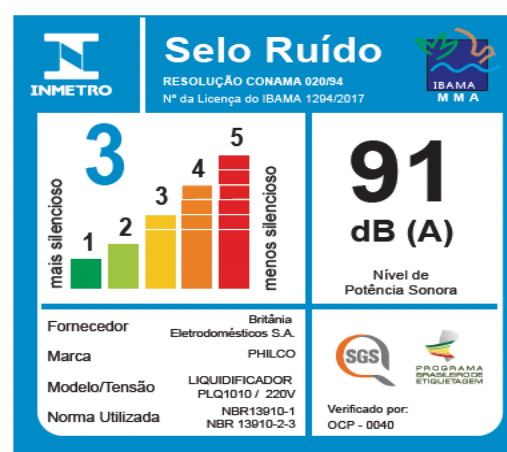 INMETRO
Selo Ruído
RESOLUÇÃO CONAMA 020/94
Nº da Licença do IBAMA 1294/2017
IBAMA
M M A
mais silencioso
3
1
2
3
4
5
menos silencioso
91
dB (A)
Nível de
Potência Sonora
Fornecedor
Britânia
Eletrodomésticos S.A.
Marca
PHILCO
Modelo/Tensão
LIQUIDIFICADOR
PLQ1010 / 220V
Norma Utilizada
NBR13910-1
NBR 13910-2-3
SGS
PROGRAMA
BRASILEIRO DE
ETIQUETAGEM
Verificado por:
OCP - 0040